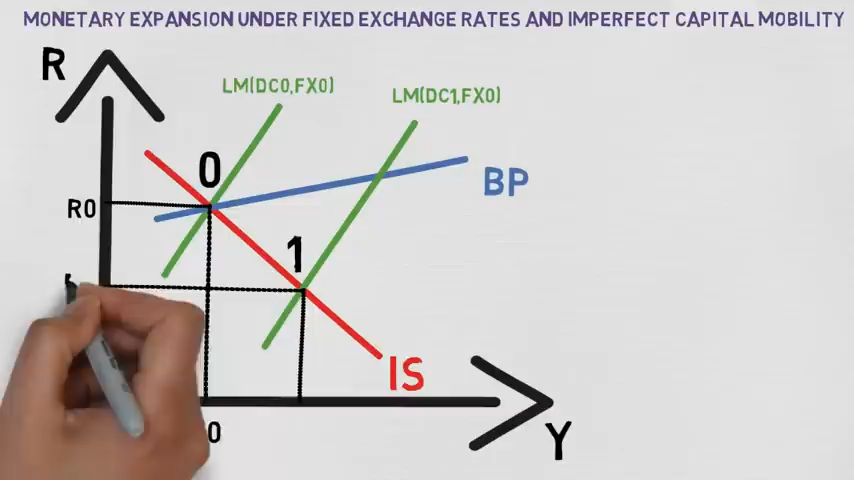 MONETARY EXPANSION UNDER FIXED EXCHANGE RATES AND IMPERFECT CAPITAL MOBILITY
R
LM(DC0,FX0)
LM(DC1,FX0)
0
BP
R0
1
IS
0
Y